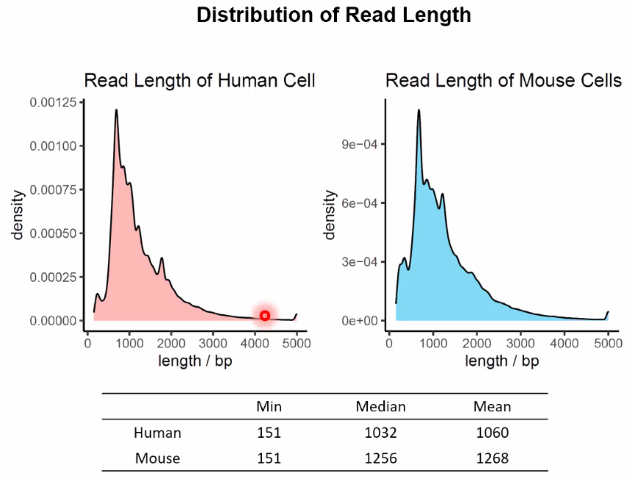 Distribution of Read Length
Read Length of Human Cell
Read Length of Mouse Cells
0.00125
0.00100
0.00075
0.00050
0.00025
0.00000
density
0 1000 2000 3000 4000 5000
length / bp
9e−04
6e−04
3e−04
0e+00
density
0 1000 2000 3000 4000 5000
length / bp
Min Median Mean
Human 151 1032 1060
Mouse 151 1256 1268